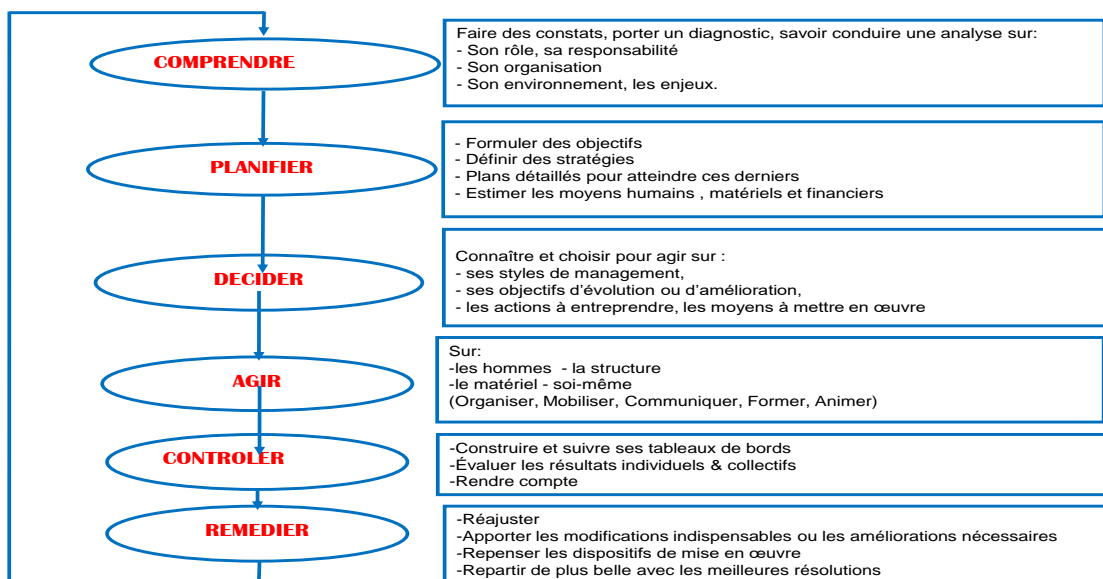 COMPRENDRE
Faire des constats, porter un diagnostic, savoir conduire une analyse sur:
- Son rôle, sa responsabilité
- Son organisation
- Son environnement, les enjeux.
PLANIFIER
- Formuler des objectifs
- Définir des stratégies
- Plans détaillés pour atteindre ces derniers
- Estimer les moyens humains , matériels et financiers
DECIDER
Connaître et choisir pour agir sur :
- ses styles de management,
- ses objectifs d'évolution ou d'amélioration,
- les actions à entreprendre, les moyens à mettre en œuvre
AGIR
Sur:
-les hommes - la structure
-le matériel - soi-même
(Organiser, Mobiliser, Communiquer, Former, Animer)
CONTROLER
-Construire et suivre ses tableaux de bords
-Évaluer les résultats individuels & collectifs
-Rendre compte
REMEDIER
-Réajuster
-Apporter les modifications indispensables ou les améliorations nécessaires
-Repenser les dispositifs de mise en œuvre
-Repartir de plus belle avec les meilleures résolutions